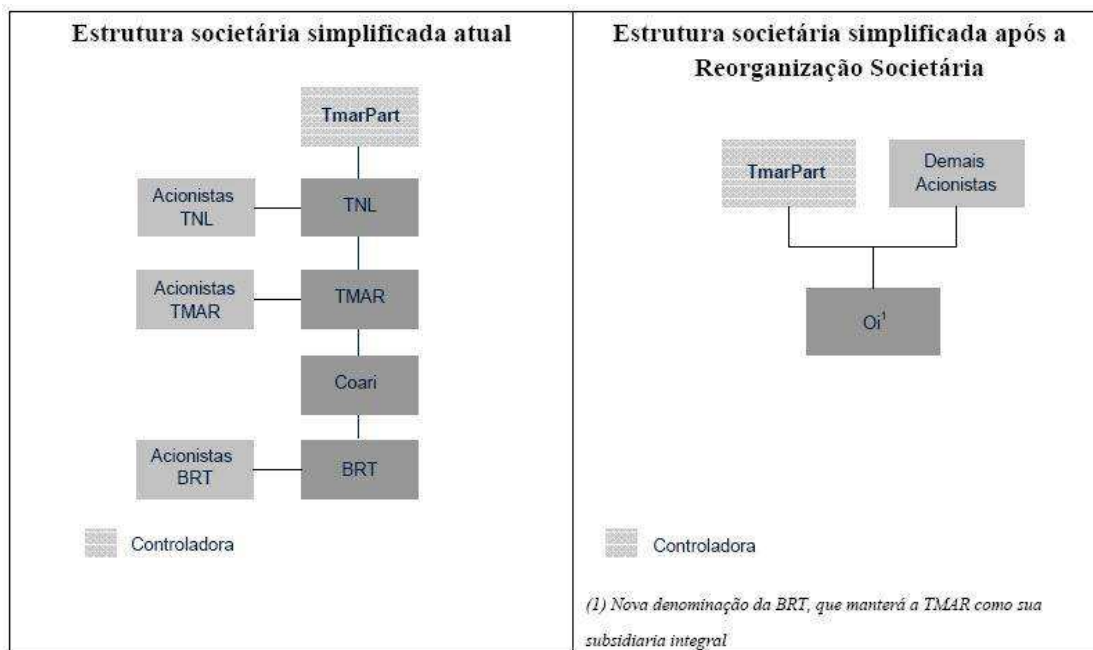 Estrutura societária simplificada atual
TmarPart
Acionistas
TNL
TNL
Acionistas
TMAR
TMAR
Coari
Acionistas
BRT
BRT
Controladora
Estrutura societária simplificada após a
Reorganização Societária
TmarPart
Demais
Acionistas
Oi¹
Controladora
(1) Nova denominação da BRT, que manterá a TMAR como sua
subsidiaria integral